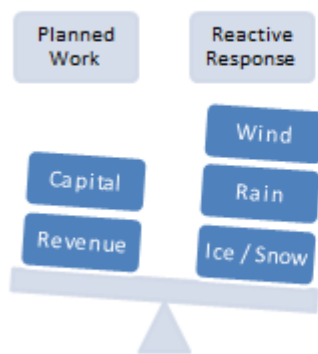 Planned
Work
Reactive
Response
Capital
Revenue
Wind
Rain
Ice / Snow